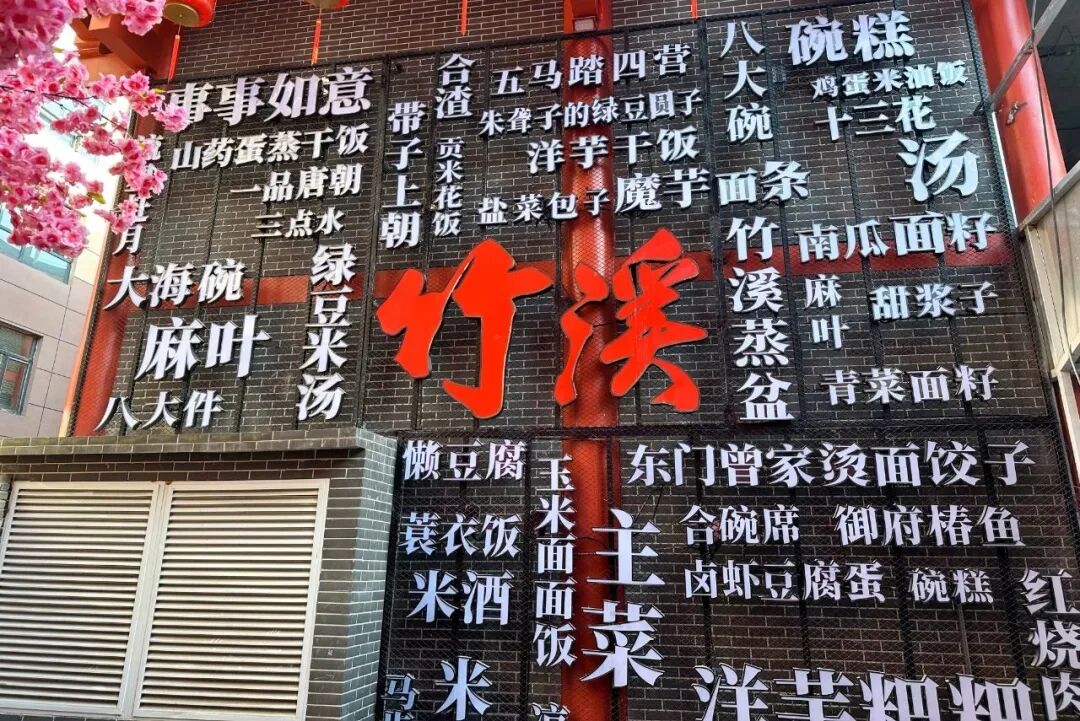 事事如意
山药蛋蒸干饭
一品唐朝
三点水
大海碗
麻叶
八大件
绿豆米汤
带子上朝
合渣
贡米花饭
五马踏四营
朱聋子的绿豆圆子
洋芋干饭
盐菜包子
魔芋
面条
八大碗
碗糕
鸡蛋米油饭
十三花
汤
竹溪
竹溪蒸盆
南瓜面籽
麻叶
甜浆子
青菜面籽
懒豆腐
蓑衣饭
米酒
米
玉米面面饭
主菜
东门曾家烫面饺子
合碗席
御府椿鱼
卤虾豆腐蛋
碗糕
红烧肉
洋芋粑粑